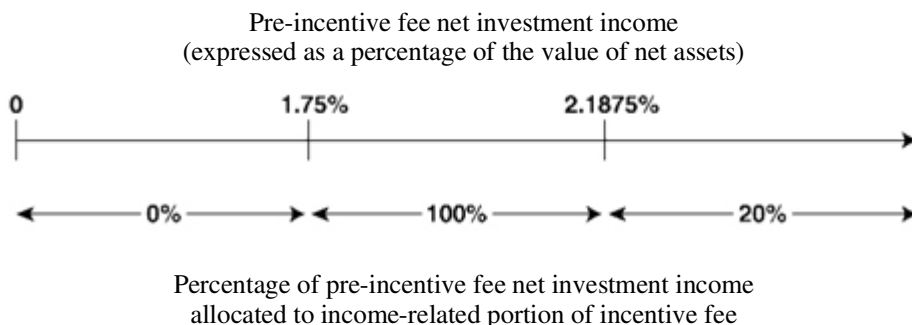 Pre-incentive fee net investment income
(expressed as a percentage of the value of net assets)
0 1.75% 2.1875%
0% 100% 20%
Percentage of pre-incentive fee net investment income
allocated to income-related portion of incentive fee